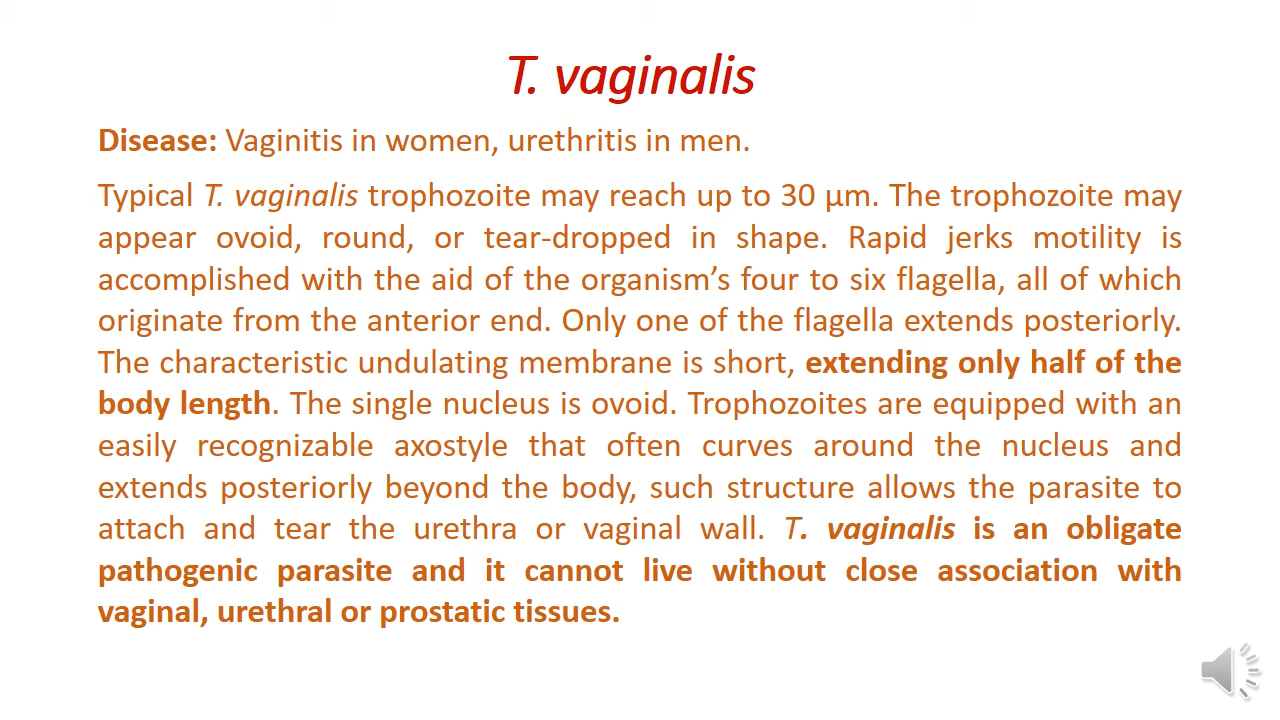 T. vaginalis
Disease: Vaginitis in women, urethritis in men.
Typical T. vaginalis trophozoite may reach up to 30 μm. The trophozoite may
appear ovoid, round, or tear-dropped in shape. Rapid jerks motility is
accomplished with the aid of the organism’s four to six flagella, all of which
originate from the anterior end. Only one of the flagella extends posteriorly.
The characteristic undulating membrane is short, extending only half of the
body length. The single nucleus is ovoid. Trophozoites are equipped with an
easily recognizable axostyle that often curves around the nucleus and
extends posteriorly beyond the body, such structure allows the parasite to
attach and tear the urethra or vaginal wall. T. vaginalis is an obligate
pathogenic parasite and it cannot live without close association with
vaginal, urethral or prostatic tissues.